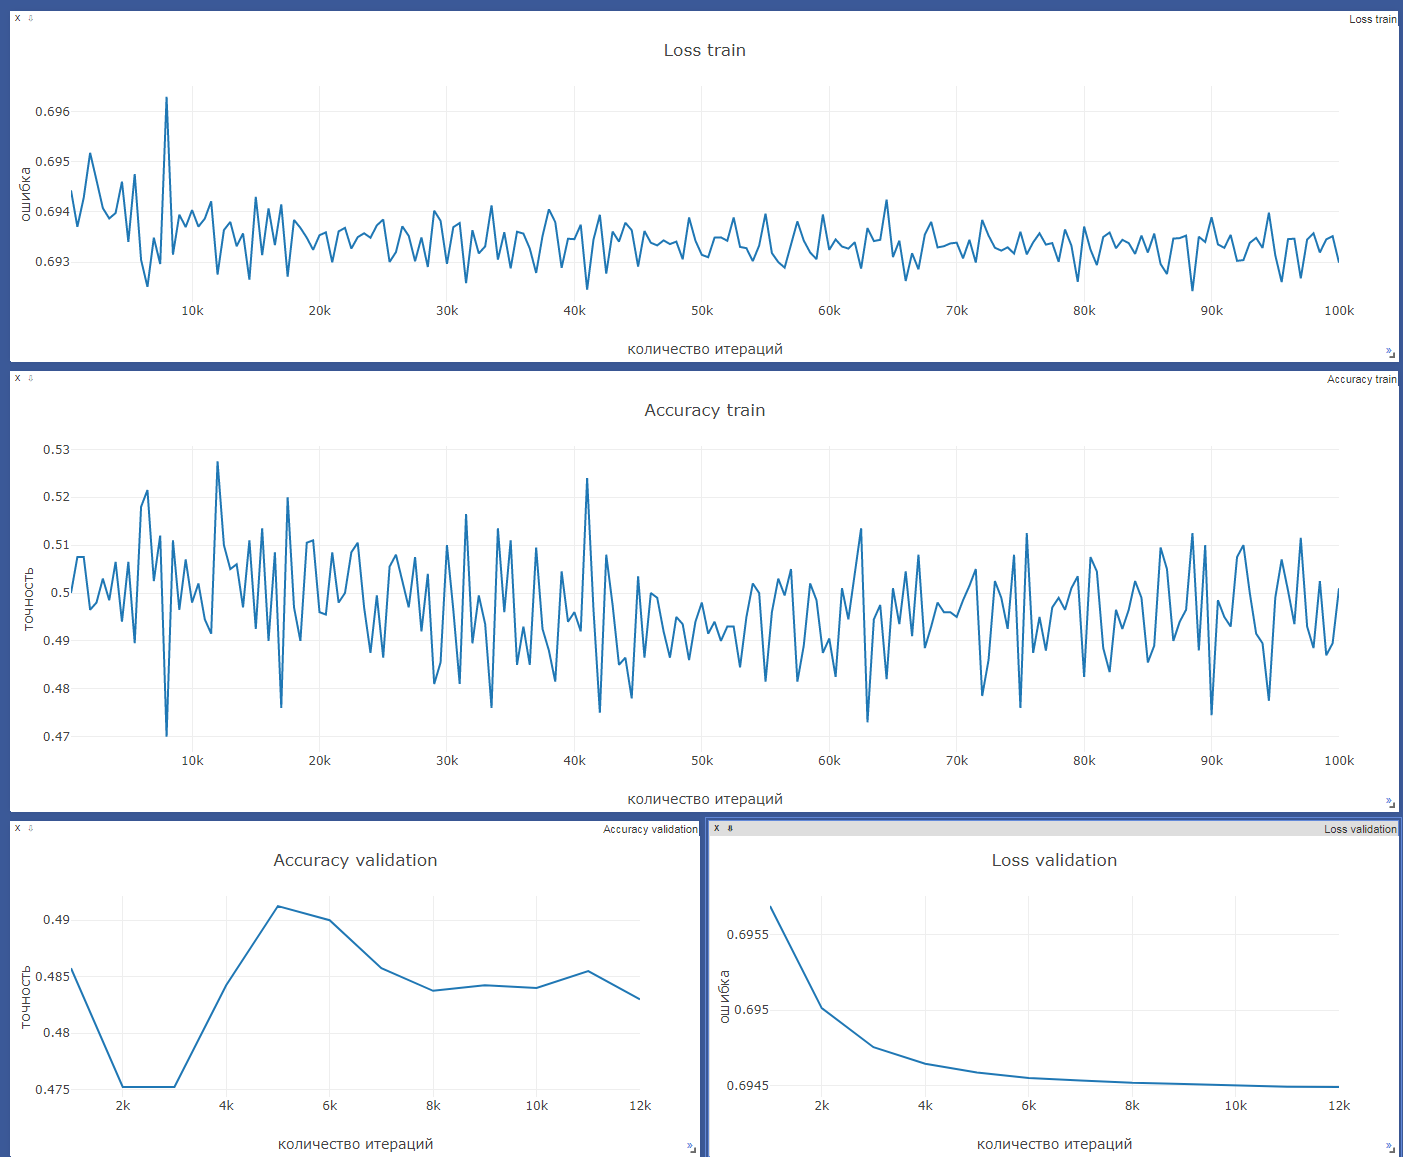 X ⇩ Loss train
Loss train
0.696
0.695
0.694
0.693
ошибка
10k 20k 30k 40k 50k 60k 70k 80k 90k 100k
количество итераций
»
X ⇩ Accuracy train
Accuracy train
0.53
0.52
0.51
0.5
0.49
0.48
0.47
точность
10k 20k 30k 40k 50k 60k 70k 80k 90k 100k
количество итераций
»
X ⇩ Accuracy validation
Accuracy validation
0.49
0.485
0.48
0.475
точность
2k 4k 6k 8k 10k 12k
количество итераций
»
X ⇩ Loss validation
Loss validation
0.6955
0.695
0.6945
ошибка
2k 4k 6k 8k 10k 12k
количество итераций
»